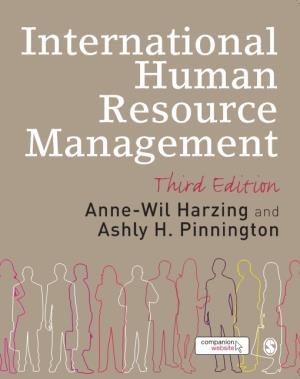 International
Human
Resource
Management
Third Edition
Anne-Wil Harzing and
Ashly H. Pinnington
companion
website
S